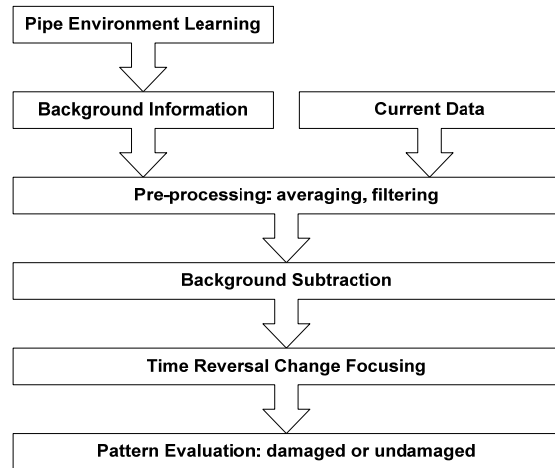 Pipe Environment Learning
Background Information
Current Data
Pre-processing: averaging, filtering
Background Subtraction
Time Reversal Change Focusing
Pattern Evaluation: damaged or undamaged